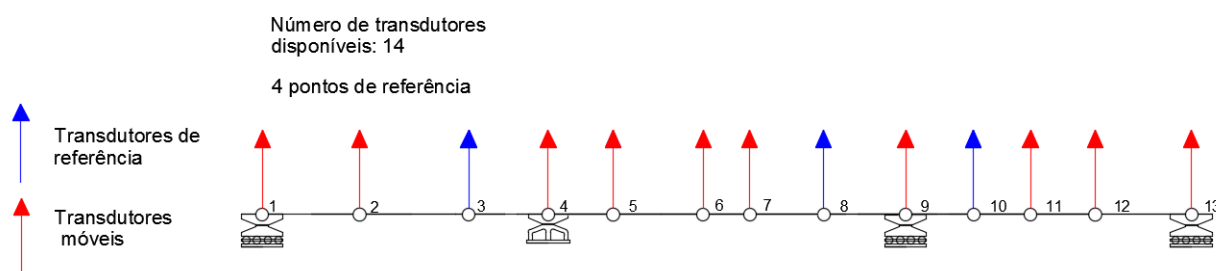 Número de transdutores
disponíveis: 14
4 pontos de referência
Transdutores de
referência
Transdutores
móveis
1 2 3 4 5 6 7 8 9 10 11 12 13